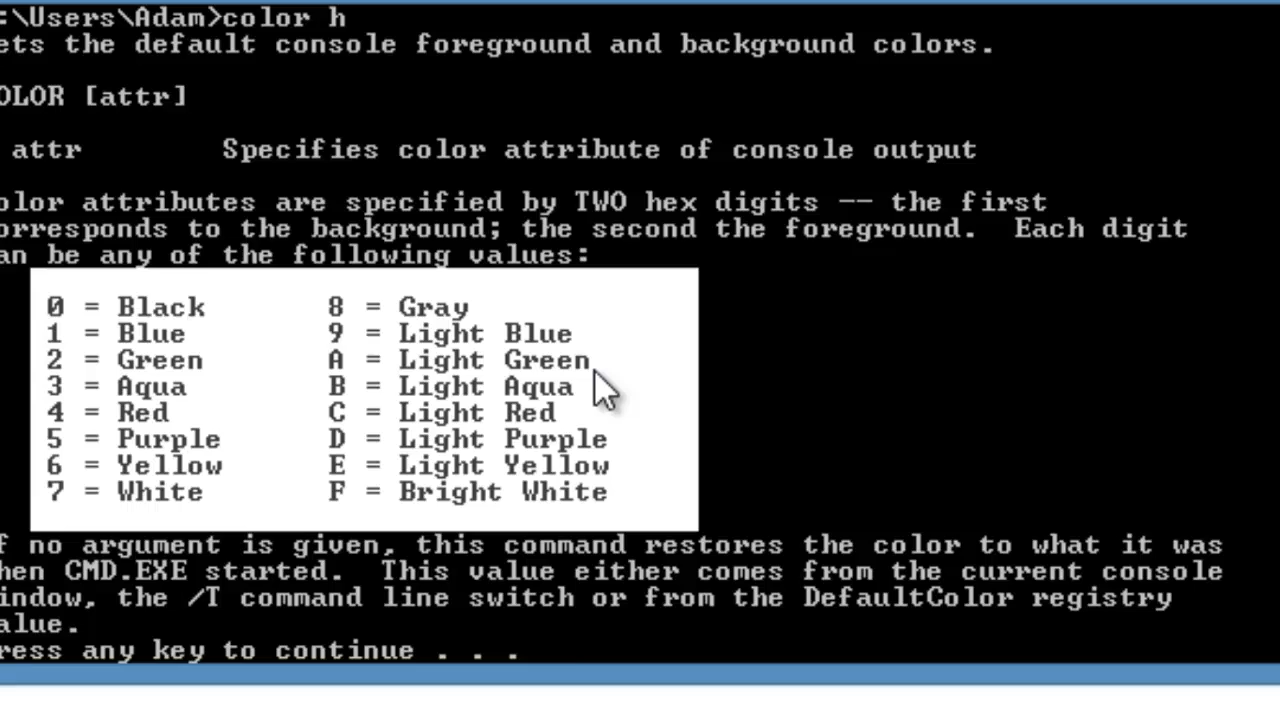 :\Users\Adam>color h
ets the default console foreground and background colors.
OLOR [attr]
attr Specifies color attribute of console output
olor attributes are specified by TWO hex digits -- the first
orresponds to the background; the second the foreground. Each digit
an be any of the following values:
0 = Black 8 = Gray
1 = Blue 9 = Light Blue
2 = Green A = Light Green
3 = Aqua B = Light Aqua
4 = Red C = Light Red
5 = Purple D = Light Purple
6 = Yellow E = Light Yellow
7 = White F = Bright White
f no argument is given, this command restores the color to what it was
hen CMD.EXE started. This value either comes from the current console
indow, the /T command line switch or from the DefaultColor registry
alue.
ress any key to continue . . .